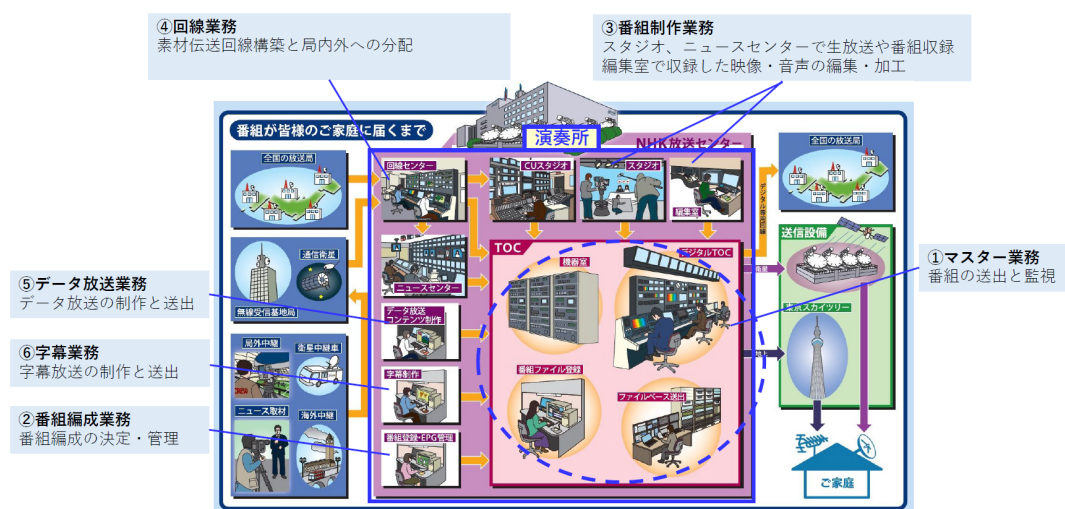 ④回線業務
素材伝送回線構築と局内外への分配
③番組制作業務
スタジオ、ニュースセンターで生放送や番組収録
編集室で収録した映像・音声の編集・加工
番組が皆様のご家庭に届くまで
演奏所
NHK放送センター
全国の放送局
回線センター
CUスタジオ
スタジオ
編集室
全国の放送局
通信衛星
無線受信基地局
ニュースセンター
TOC
機器室
デジタルTOC
衛星
送信設備
東京スカイツリー
①マスター業務
番組の送出と監視
⑤データ放送業務
データ放送の制作と送出
データ放送
コンテンツ制作
局外中継
衛星中継車
⑥字幕業務
字幕放送の制作と送出
字幕制作
番組ファイル登録
ファイルベース送出
ニュース取材
海外中継
②番組編成業務
番組編成の決定・管理
番組登録・EPG管理
ご家庭